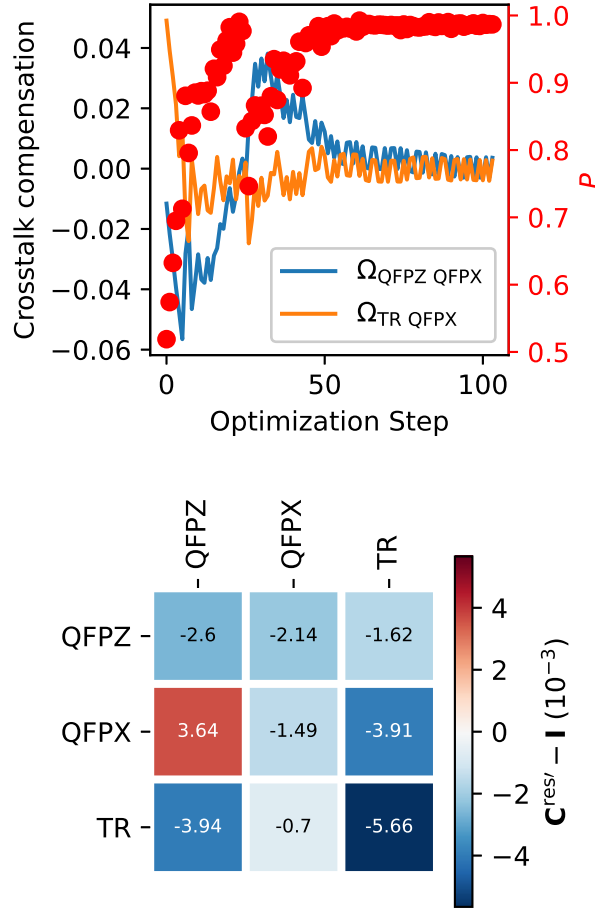 Crosstalk compensation
0.04
0.02
0.00
−0.02
−0.04
−0.06
1.0
0.9
0.8
0.7
0.6
0.5
P
Ω_QFPZ QFPX
Ω_TR QFPX
0
50
100
Optimization Step
QFPZ
QFPX
TR
QFPZ
-2.6
-2.14
-1.62
QFPX
3.64
-1.49
-3.91
TR
-3.94
-0.7
-5.66
4
2
0
−2
−4
C^res′ − I (10^−3)